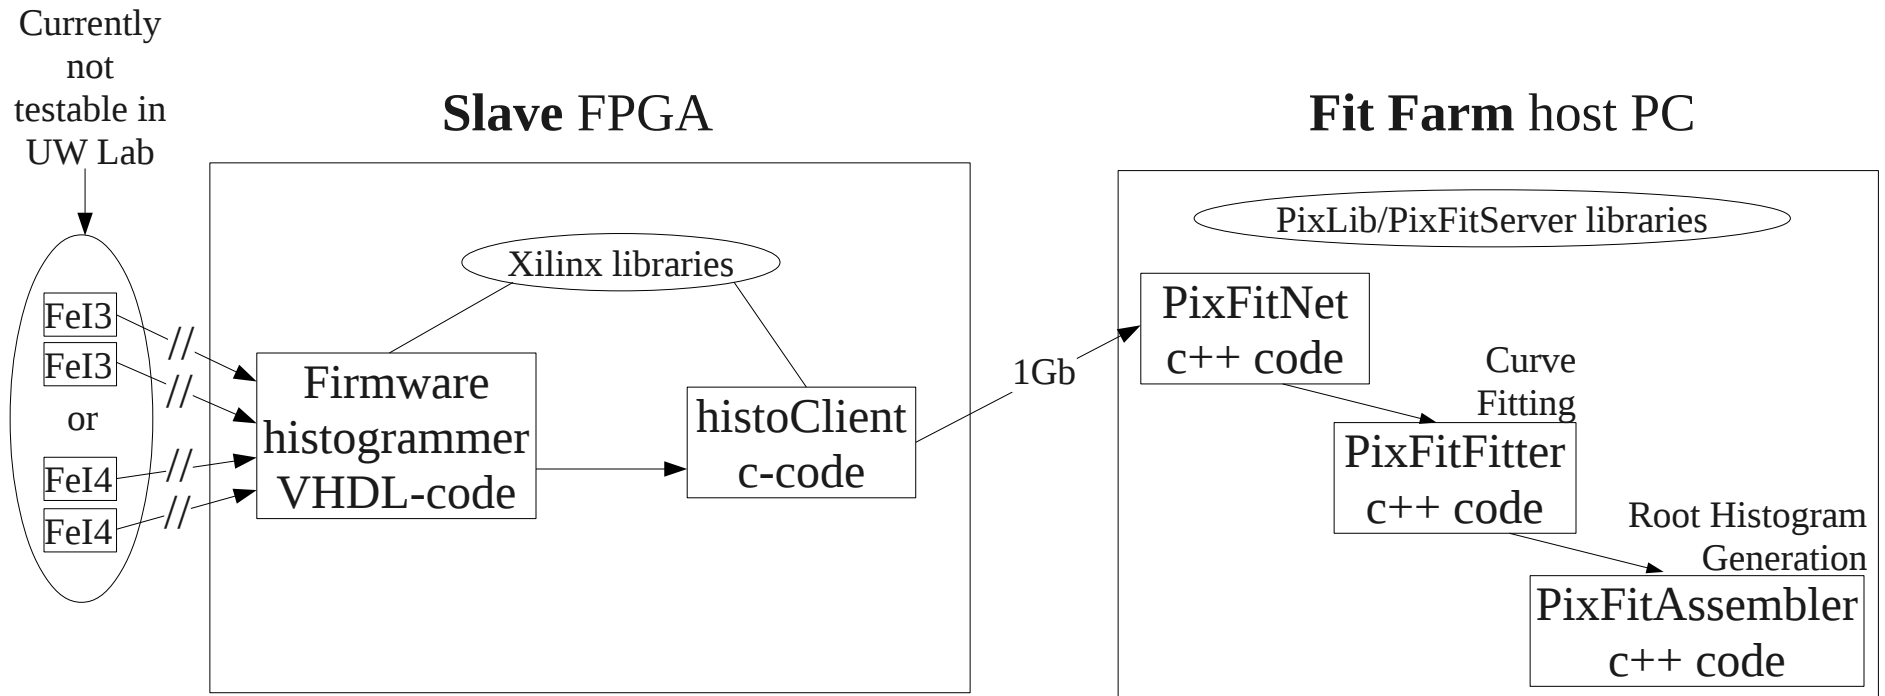 Currently
not
testable in
UW Lab
FeI3
FeI3
or
FeI4
FeI4
//
//
//
//
Slave FPGA
Xilinx libraries
Firmware
histogrammer
VHDL-code
histoClient
c-code
1Gb
Fit Farm host PC
PixLib/PixFitServer libraries
PixFitNet
c++ code
Curve
Fitting
PixFitFitter
c++ code
Root Histogram
Generation
PixFitAssembler
c++ code